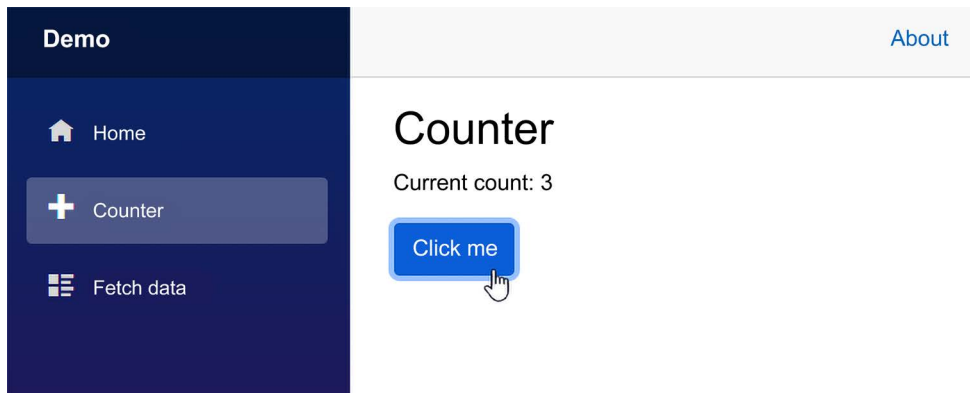 Demo
About
Home
Counter
Fetch data
Counter
Current count: 3
Click me